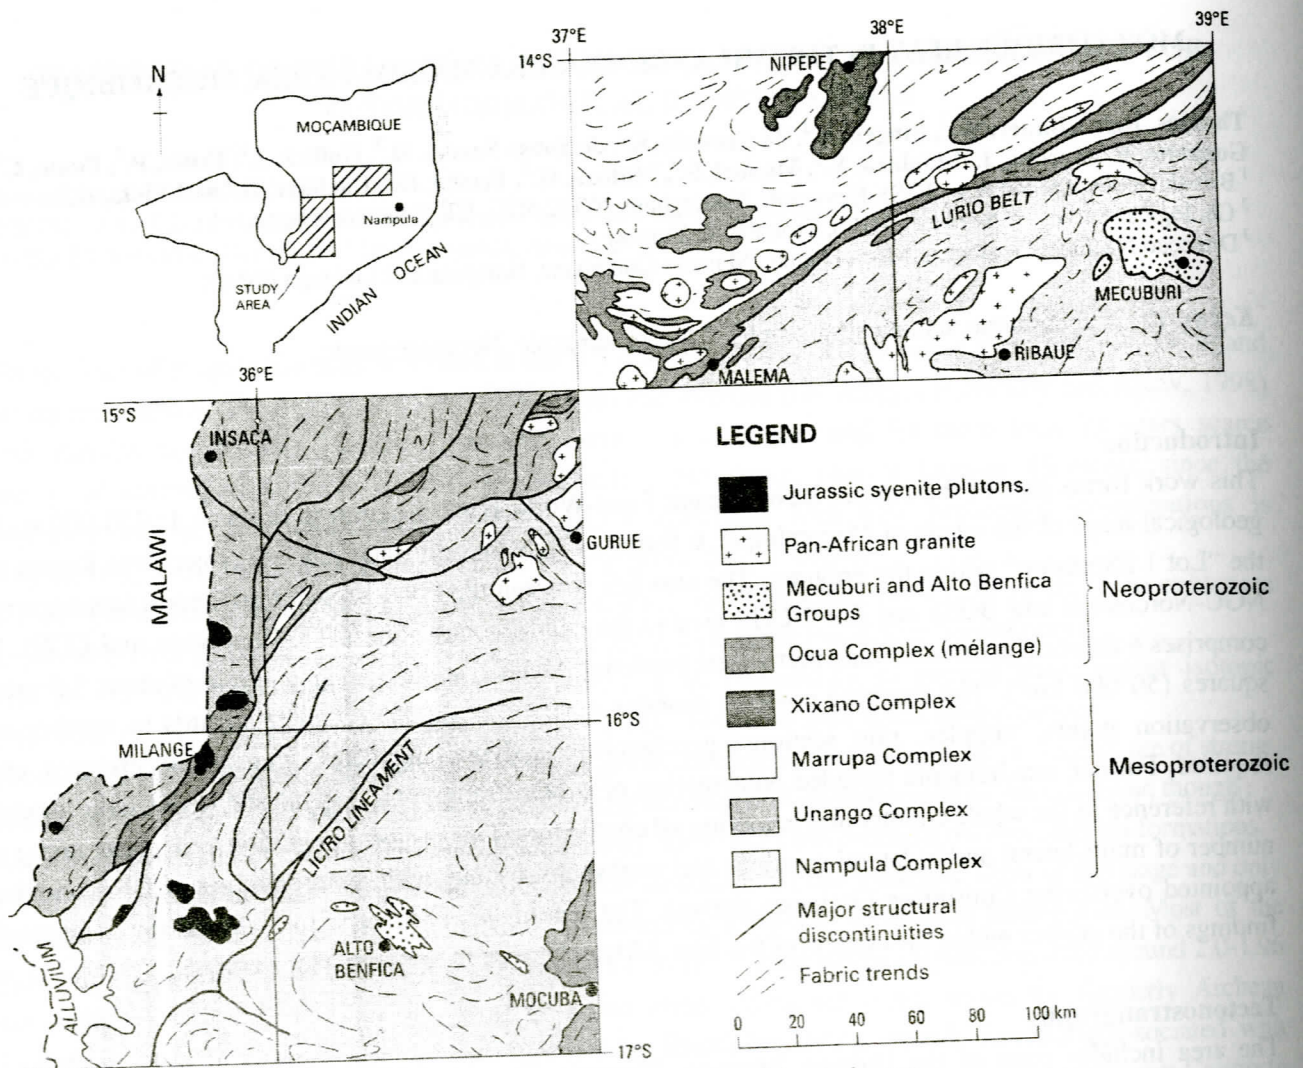 37°E
38°E
39°E
14°S
N
MOÇAMBIQUE
Nampula
STUDY
AREA
INDIAN OCEAN
NIPEPE
LURIO BELT
MECUBURI
RIBAUE
MALEMA
36°E
15°S
INSACA
MALAWI
GURUE
16°S
MILANGE
LICIRO LINEAMENT
ALTO
BENFICA
MOCUBA
ALLUVIUM
17°S
LEGEND
Jurassic syenite plutons.
Pan-African granite
Mecuburi and Alto Benfica
Groups
Ocua Complex (mélange)
Neoproterozoic
Xixano Complex
Marrupa Complex
Unango Complex
Nampula Complex
Mesoproterozoic
Major structural
discontinuities
Fabric trends
0 20 40 60 80 100 km